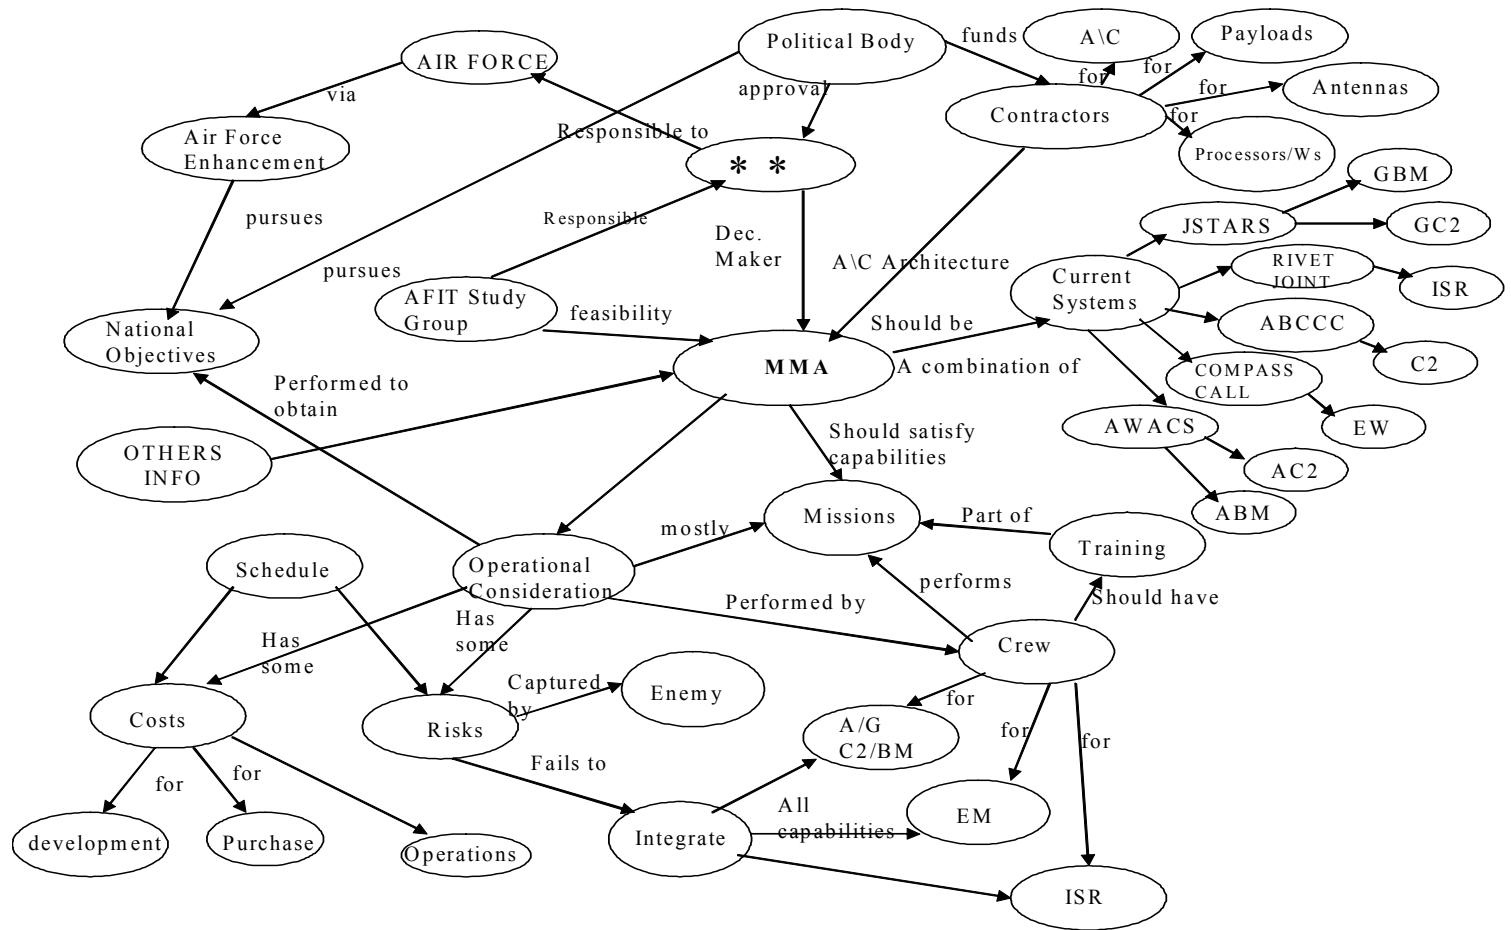 Political Body
funds
A\C
Payloads
AIR FORCE
for
for
via
approval
for
Antennas
Contractors
for
Air Force
Enhancement
Responsible to
* *
Processors/Ws
GBM
pursues
Responsible
JSTARS
GC2
Dec.
Maker
A\C Architecture
RIVET
JOINT
pursues
Current
Systems
ISR
AFIT Study
Group
feasibility
National
Objectives
Should be
ABCCC
MMA
A combination of
C2
COMPASS
CALL
Performed to
obtain
AWACS
EW
OTHERS
INFO
Should satisfy
capabilities
AC2
Missions
Part of
ABM
mostly
Training
Schedule
Operational
Consideration
performs
Performed by
Should have
Has
some
Has
some
Crew
Captured
by
Enemy
for
Costs
Risks
A/G
C2/BM
for
for
Fails to
for
for
All
capabilities
EM
development
Purchase
Operations
Integrate
ISR